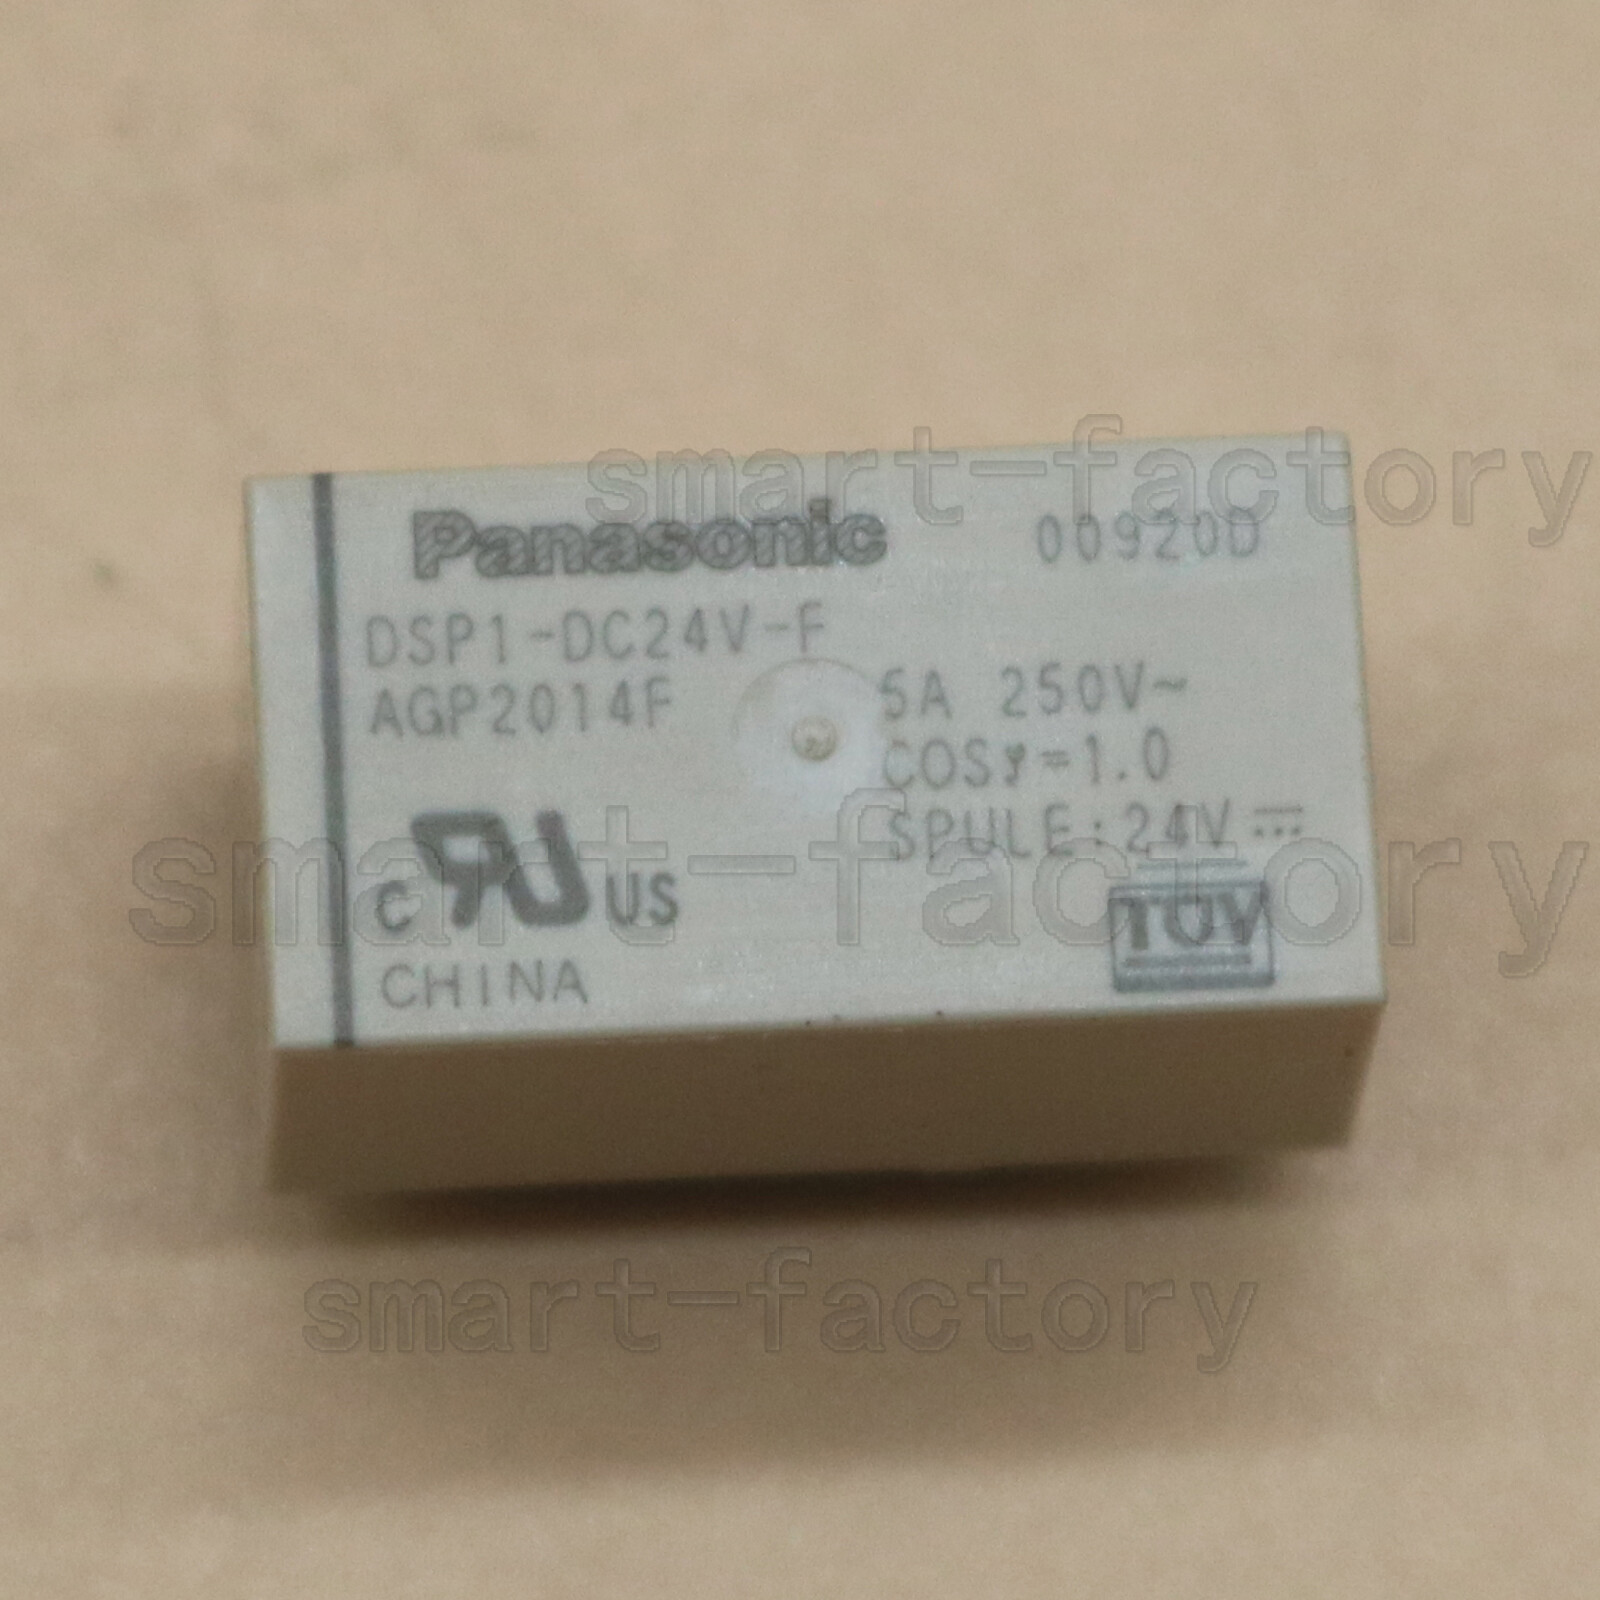 smart-factory
Panasonic 00920D
DSP1-DC24V-F
AGP2014F
5A 250V~
COSφ=1.0
SPULE:24V⎓
smart-factory
c RU US
TÜV
CHINA
smart-factory